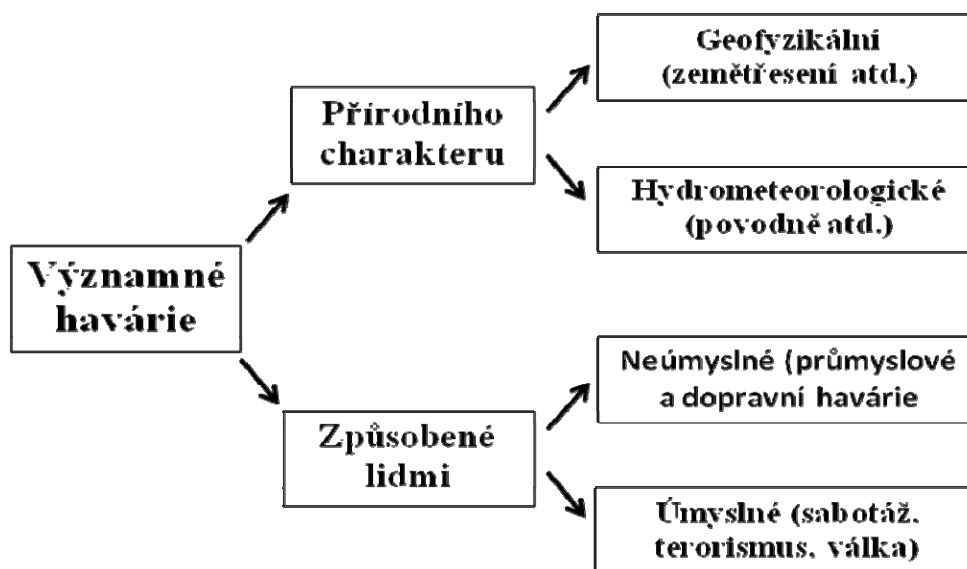 Geofyzikální
(zemětřesení atd.)
Přírodního
charakteru
Hydrometeorologické
(povodně atd.)
Významné
havárie
Neúmyslné (průmyslové
a dopravní havárie
Způsobené
lidmi
Úmyslné (sabotáž,
terorismus, válka)